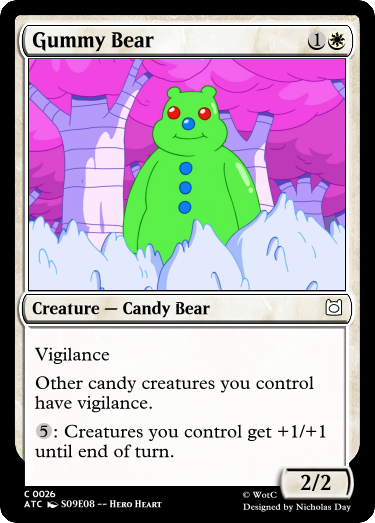 Gummy Bear 1
Creature — Candy Bear
Vigilance
Other candy creatures you control
have vigilance.
5: Creatures you control get +1/+1
until end of turn.
2/2
C 0026
ATC S09E08 -- Hero Heart
© WotC
Designed by Nicholas Day